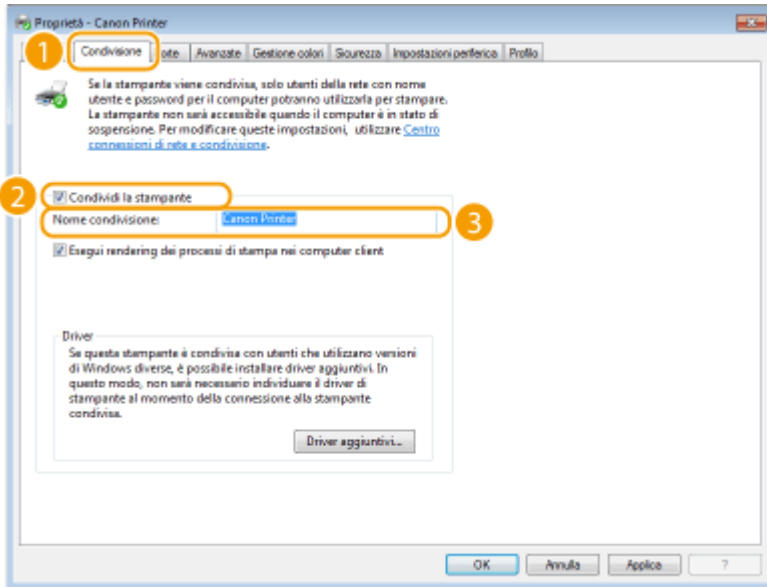 Proprietà - Canon Printer
1
Condivisione Avanzate Gestione colori Sicurezza Impostazioni periferica Profilo
Se la stampante viene condivisa, solo utenti della rete con nome
utente e password per il computer potranno utilizzarla per stampare.
La stampante non sarà accessibile quando il computer è in stato di
sospensione. Per modificare queste impostazioni, utilizzare Centro
connessioni di rete e condivisione.
2
Condividi la stampante
Nome condivisione: Canon Printer
3
Esegui rendering dei processi di stampa nei computer client
Driver
Se questa stampante è condivisa con utenti che utilizzano versioni
di Windows diverse, è possibile installare driver aggiuntivi. In
questo modo, non sarà necessario individuare il driver di
stampante al momento della connessione alla stampante
condivisa.
Driver aggiuntivi...
OK Annulla Applica ?